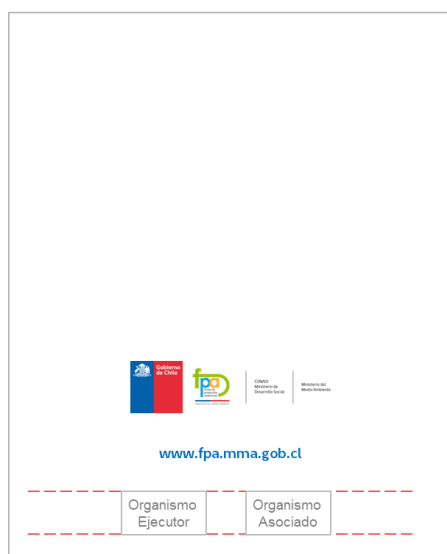 Gobierno
de Chile
fpa
CONADI
Ministerio de
Desarrollo Social
Ministerio del
Medio Ambiente
www.fpa.mma.gob.cl
Organismo
Ejecutor
Organismo
Asociado